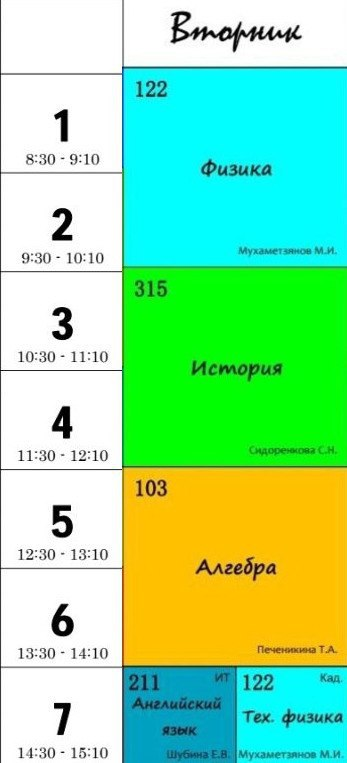 Вторник
1
8:30 - 9:10
122
Физика
2
9:30 - 10:10
Мухаметзянов М.И.
3
10:30 - 11:10
315
История
4
11:30 - 12:10
Сидоренкова С.Н.
5
12:30 - 13:10
103
Алгебра
6
13:30 - 14:10
Печеникина Т.А.
7
14:30 - 15:10
211 ИТ
Английский
язык
Шубина Е.В.
122 Кад.
Тех. физика
Мухаметзянов М.И.